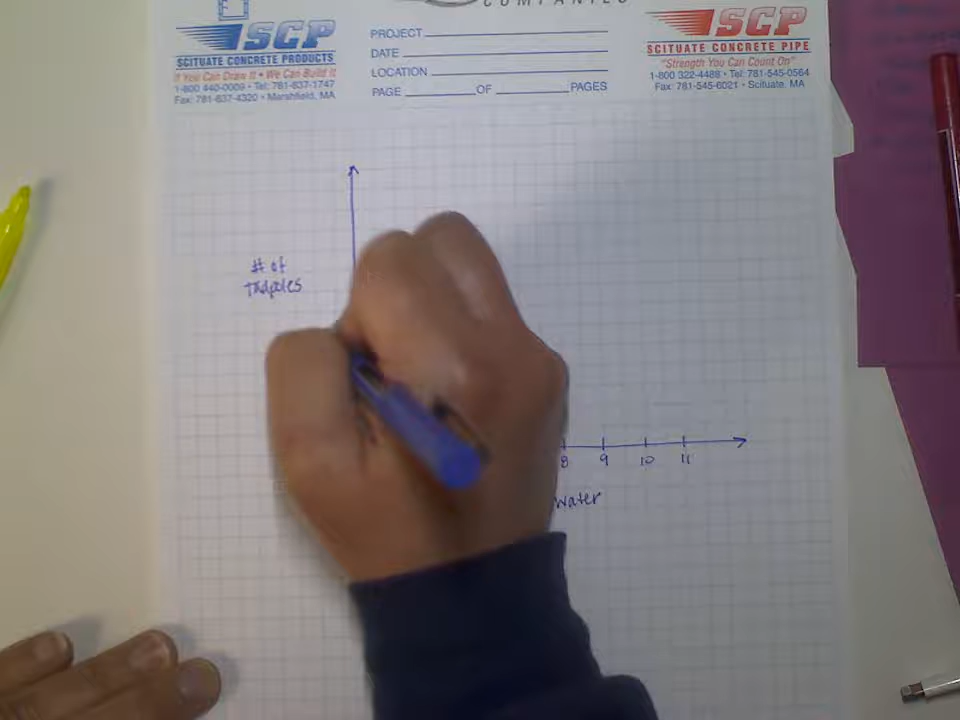 COMPANIES
SCP
SCITUATE CONCRETE PRODUCTS
If You Can Draw It • We Can Build It
1-800 440-0009 • Tel: 781-837-1747
Fax: 781-837-4320 • Marshfield, MA
PROJECT
DATE
LOCATION
PAGE OF PAGES
SCP
SCITUATE CONCRETE PIPE
"Strength You Can Count On"
1-800 322-4488 • Tel: 781-545-0564
Fax: 781-545-6021 • Scituate, MA
# of
Tadpoles
8 9 10 11
water